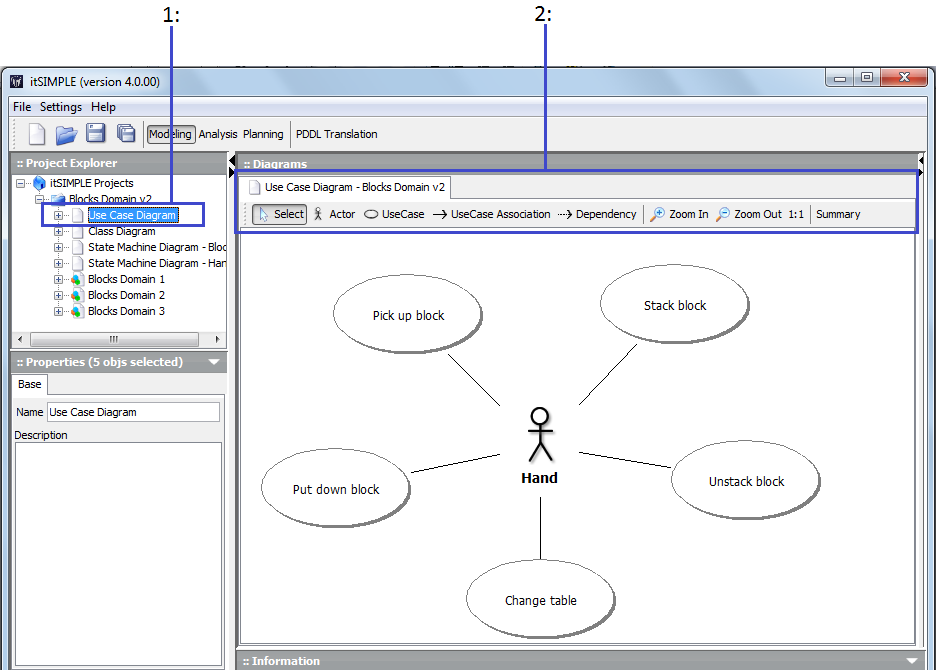 1:
2:
itSIMPLE (version 4.0.00)
File Settings Help
Modeling Analysis Planning PDDL Translation
:: Project Explorer
itSIMPLE Projects
Blocks Domain v2
Use Case Diagram
Class Diagram
State Machine Diagram - Bloc
State Machine Diagram - Han
Blocks Domain 1
Blocks Domain 2
Blocks Domain 3
:: Properties (5 objs selected)
Base
Name Use Case Diagram
Description
:: Diagrams
Use Case Diagram - Blocks Domain v2
Select Actor UseCase UseCase Association Dependency Zoom In Zoom Out 1:1 Summary
Pick up block
Stack block
Hand
Put down block
Unstack block
Change table
:: Information